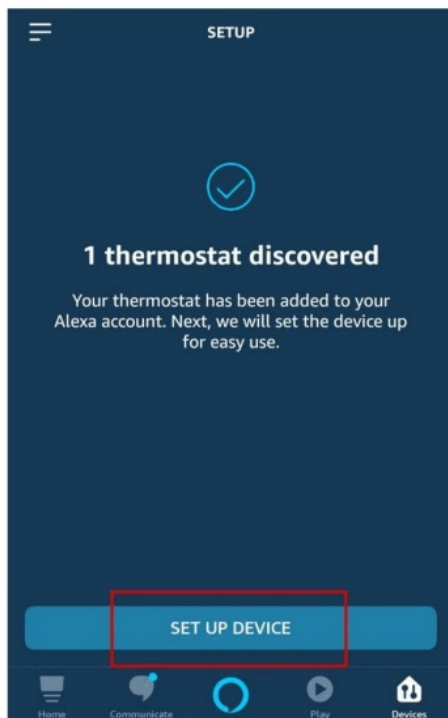 SETUP
1 thermostat discovered
Your thermostat has been added to your
Alexa account. Next, we will set the device up
for easy use.
SET UP DEVICE
Home Communicate Play Devices